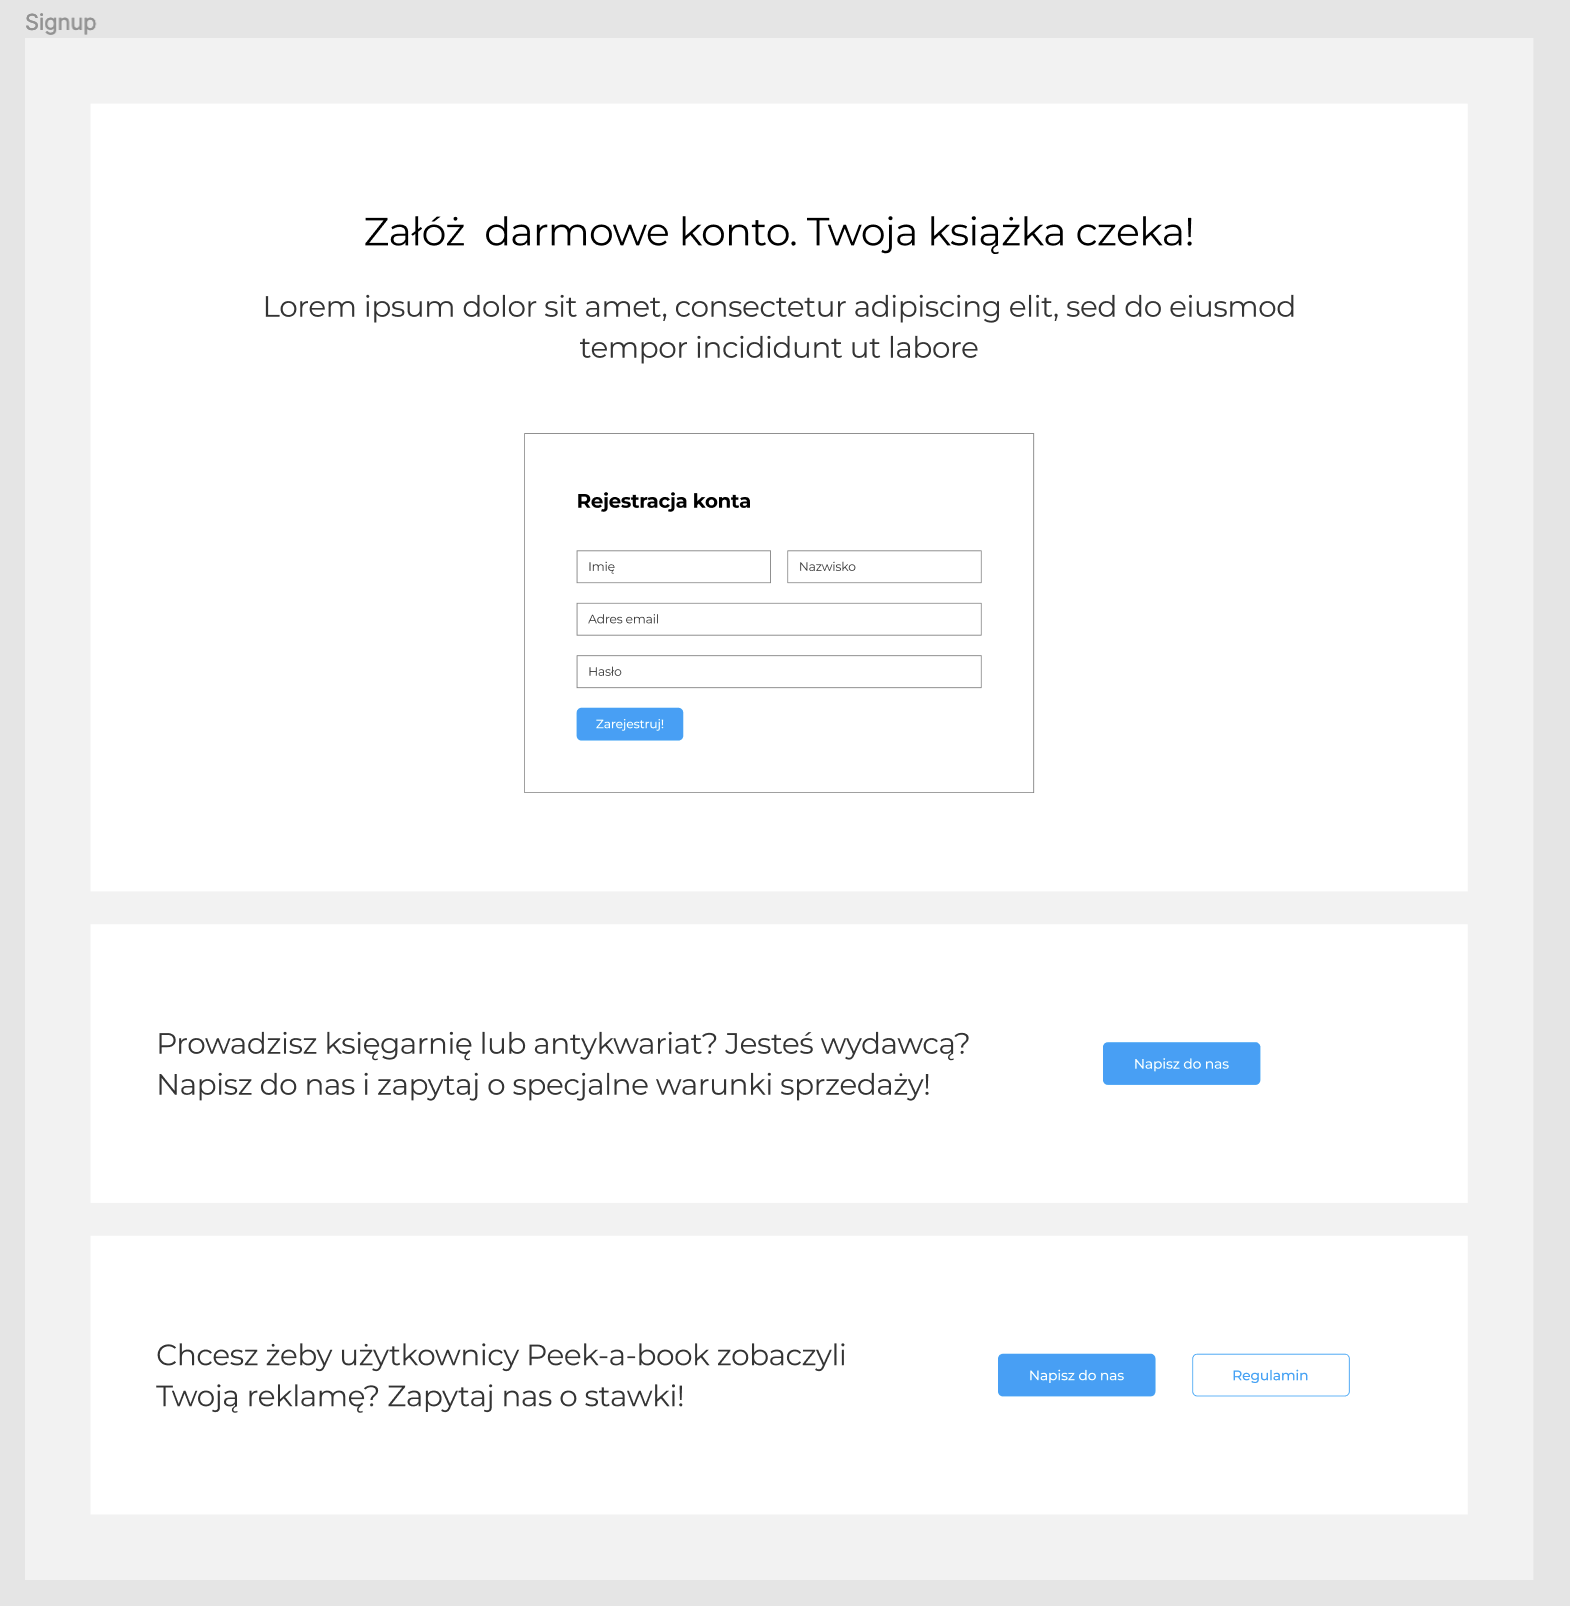 Signup
Załóż  darmowe konto. Twoja książka czeka!
Lorem ipsum dolor sit amet, consectetur adipiscing elit, sed do eiusmod
tempor incididunt ut labore
Rejestracja konta
Imię
Nazwisko
Adres email
Hasło
Zarejestruj!
Prowadzisz księgarnię lub antykwariat? Jesteś wydawcą?
Napisz do nas i zapytaj o specjalne warunki sprzedaży!
Napisz do nas
Chcesz żeby użytkownicy Peek-a-book zobaczyli
Twoją reklamę? Zapytaj nas o stawki!
Napisz do nas
Regulamin